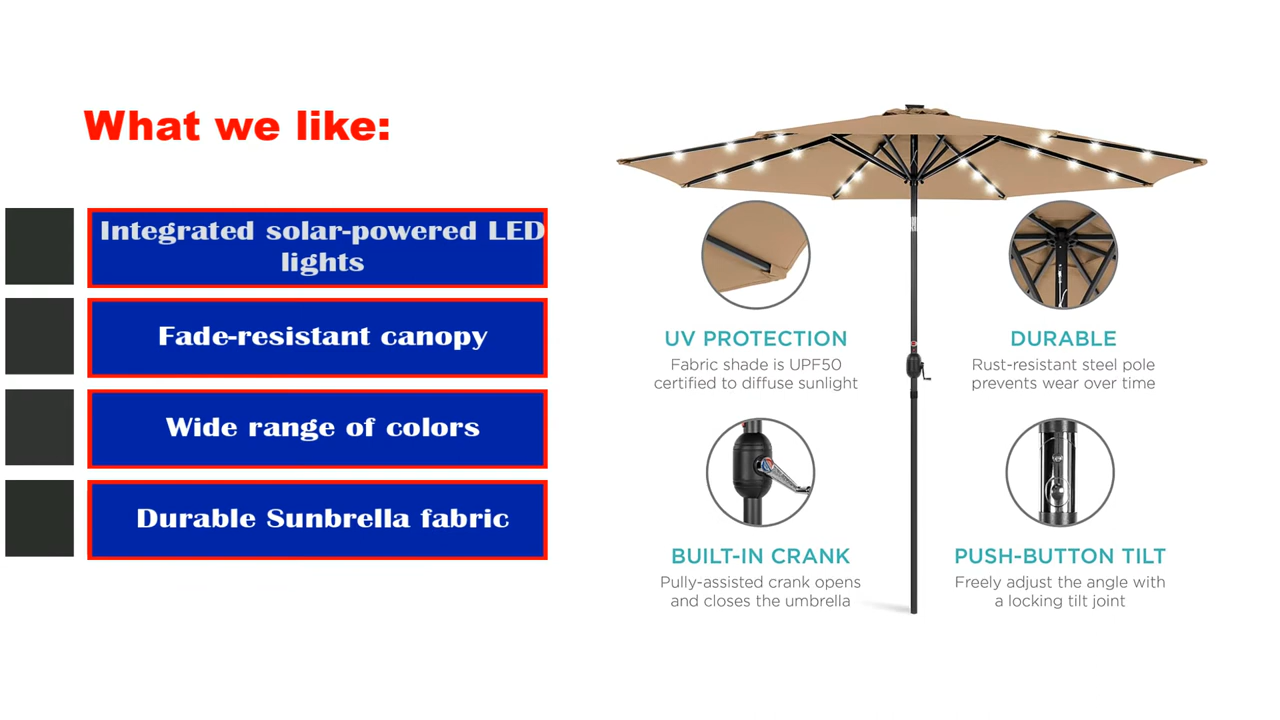 What we like:
Integrated solar-powered LED
lights
Fade-resistant canopy
Wide range of colors
Durable Sunbrella fabric
UV PROTECTION
Fabric shade is UPF50
certified to diffuse sunlight
DURABLE
Rust-resistant steel pole
prevents wear over time
BUILT-IN CRANK
Pully-assisted crank opens
and closes the umbrella
PUSH-BUTTON TILT
Freely adjust the angle with
a locking tilt joint